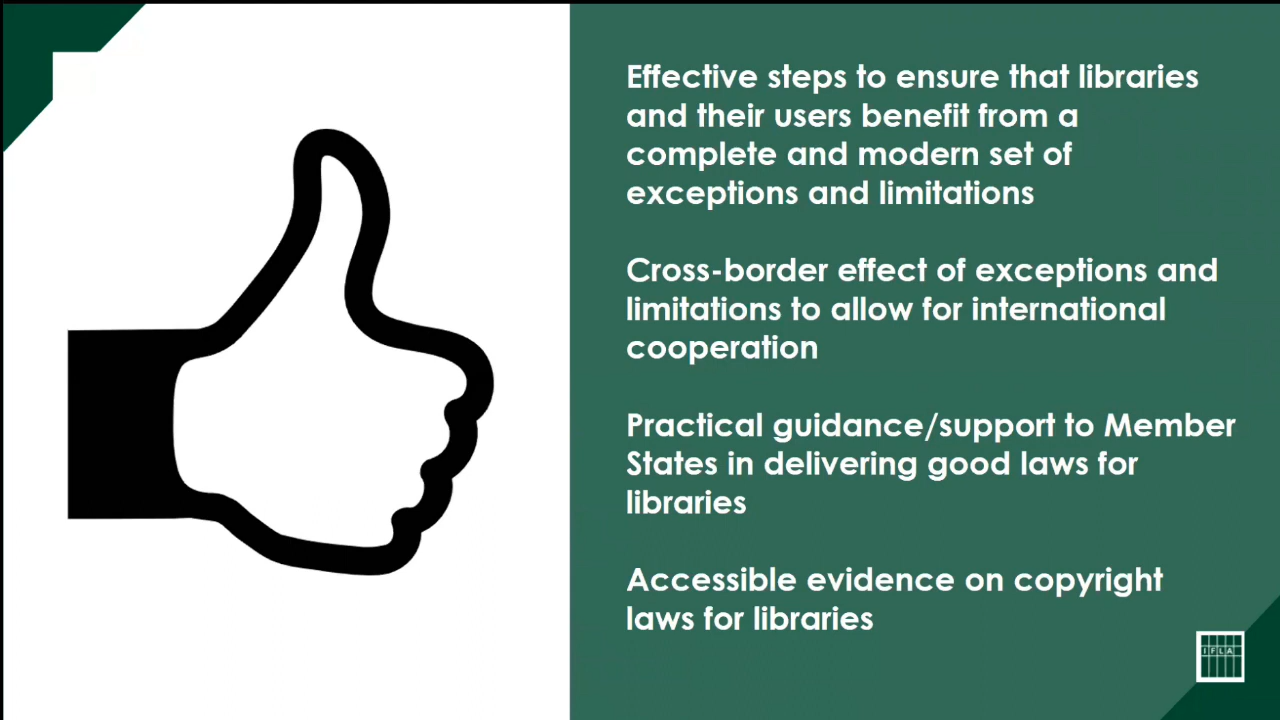 Effective steps to ensure that libraries
and their users benefit from a
complete and modern set of
exceptions and limitations
Cross-border effect of exceptions and
limitations to allow for international
cooperation
Practical guidance/support to Member
States in delivering good laws for
libraries
Accessible evidence on copyright
laws for libraries
IFLA